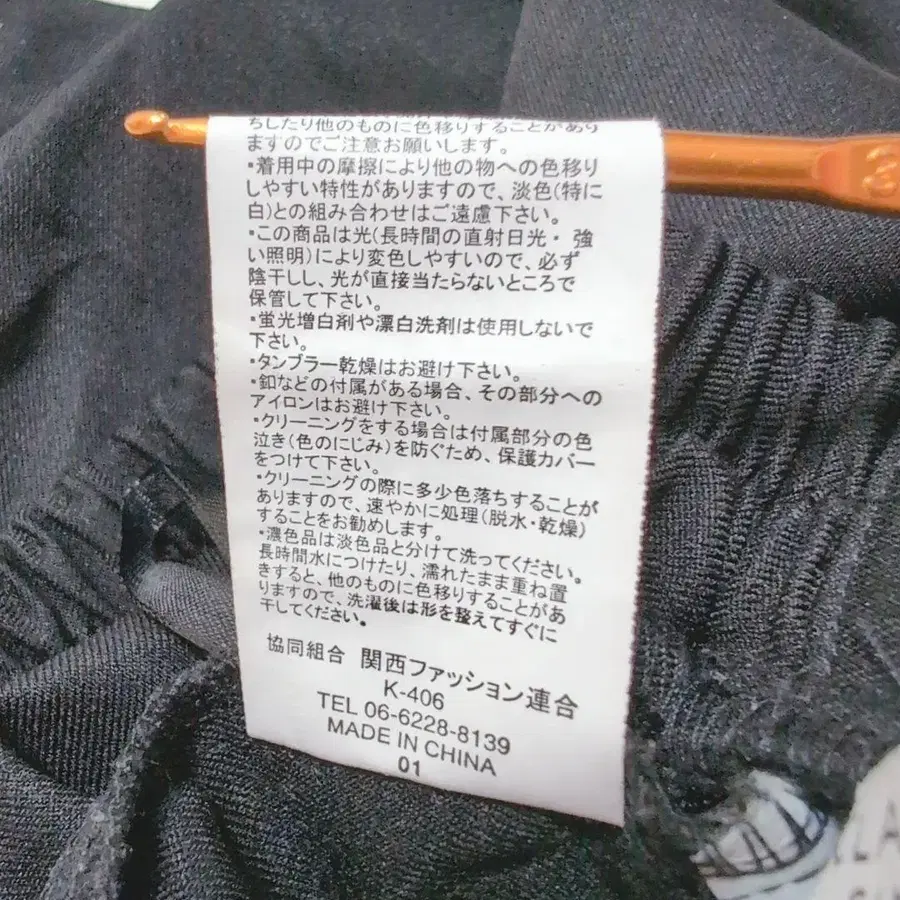 ちしたり他のものに色移りすることがあり
ますのでご注意お願いします。
・着用中の摩擦により他の物への色移り
しやすい特性がありますので、淡色(特に
白)との組み合わせはご遠慮下さい。
・この商品は光(長時間の直射日光・強
い照明)により変色しやすいので、必ず
陰干しし、光が直接当たらないところで
保管して下さい。
・蛍光増白剤や漂白洗剤は使用しないで
下さい。
・タンブラー乾燥はお避け下さい。
・釦などの付属がある場合、その部分への
アイロンはお避け下さい。
・クリーニングをする場合は付属部分の色
泣き(色のにじみ)を防ぐため、保護カバー
をつけて下さい。
・クリーニングの際に多少色落ちすることが
ありますので、速やかに処理(脱水・乾燥)
することをお勧めします。
・濃色品は淡色品と分けて洗ってください。
長時間水につけたり、濡れたまま重ね置
きすると、他のものに色移りすることがあ
りますので、洗濯後は形を整えてすぐに
干してください。
協同組合 関西ファッション連合
K-406
TEL 06-6228-8139
MADE IN CHINA
01